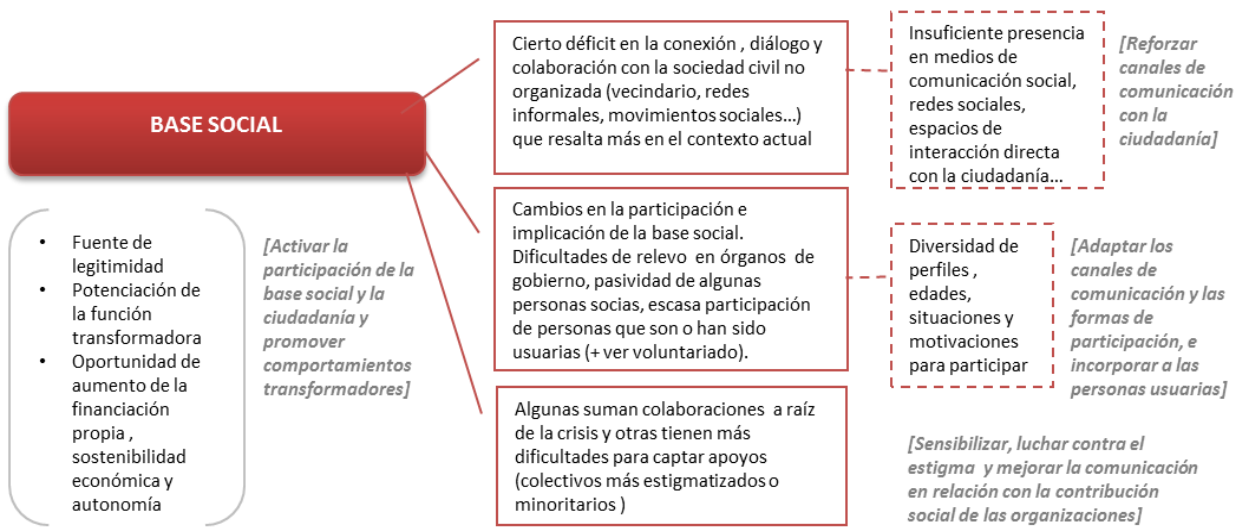 BASE SOCIAL
• Fuente de
legitimidad
• Potenciación de
la función
transformadora
• Oportunidad de
aumento de la
financiación
propia ,
sostenibilidad
económica y
autonomía
[Activar la
participación de la
base social y la
ciudadanía y
promover
comportamientos
transformadores]
Cierto déficit en la conexión , diálogo y
colaboración con la sociedad civil no
organizada (vecindario, redes
informales, movimientos sociales...)
que resalta más en el contexto actual
Insuficiente presencia
en medios de
comunicación social,
redes sociales,
espacios de
interacción directa
con la ciudadanía...
[Reforzar
canales de
comunicación
con la
ciudadanía]
Cambios en la participación e
implicación de la base social.
Dificultades de relevo en órganos de
gobierno, pasividad de algunas
personas socias, escasa participación
de personas que son o han sido
usuarias (+ ver voluntariado).
Diversidad de
perfiles ,
edades,
situaciones y
motivaciones
para participar
[Adaptar los
canales de
comunicación y las
formas de
participación, e
incorporar a las
personas usuarias]
Algunas suman colaboraciones a raíz
de la crisis y otras tienen más
dificultades para captar apoyos
(colectivos más estigmatizados o
minoritarios )
[Sensibilizar, luchar contra el
estigma y mejorar la comunicación
en relación con la contribución
social de las organizaciones]